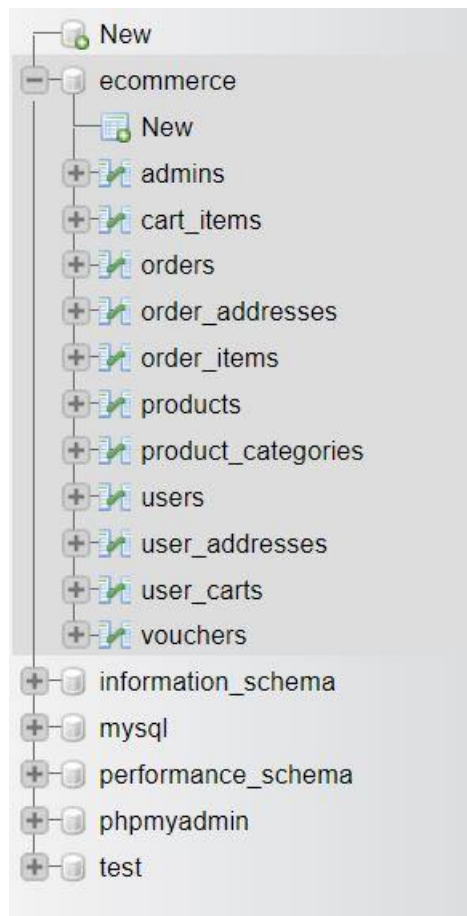 New
ecommerce
New
admins
cart_items
orders
order_addresses
order_items
products
product_categories
users
user_addresses
user_carts
vouchers
information_schema
mysql
performance_schema
phpmyadmin
test